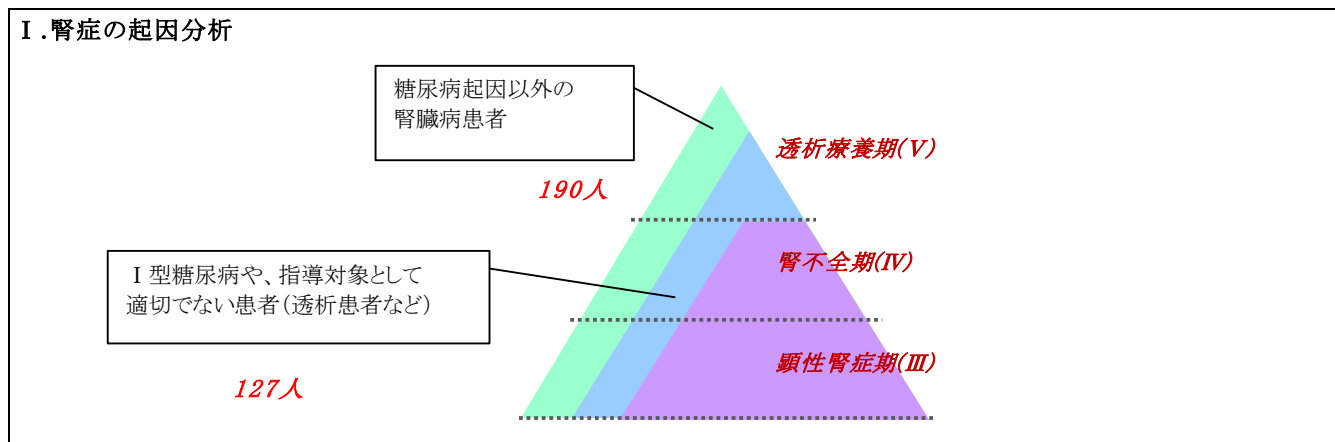 Ⅰ.腎症の起因分析
糖尿病起因以外の
腎臓病患者
透析療養期(Ⅴ)
190人
Ⅰ型糖尿病や、指導対象として
適切でない患者(透析患者など)
腎不全期(Ⅳ)
顕性腎症期(Ⅲ)
127人